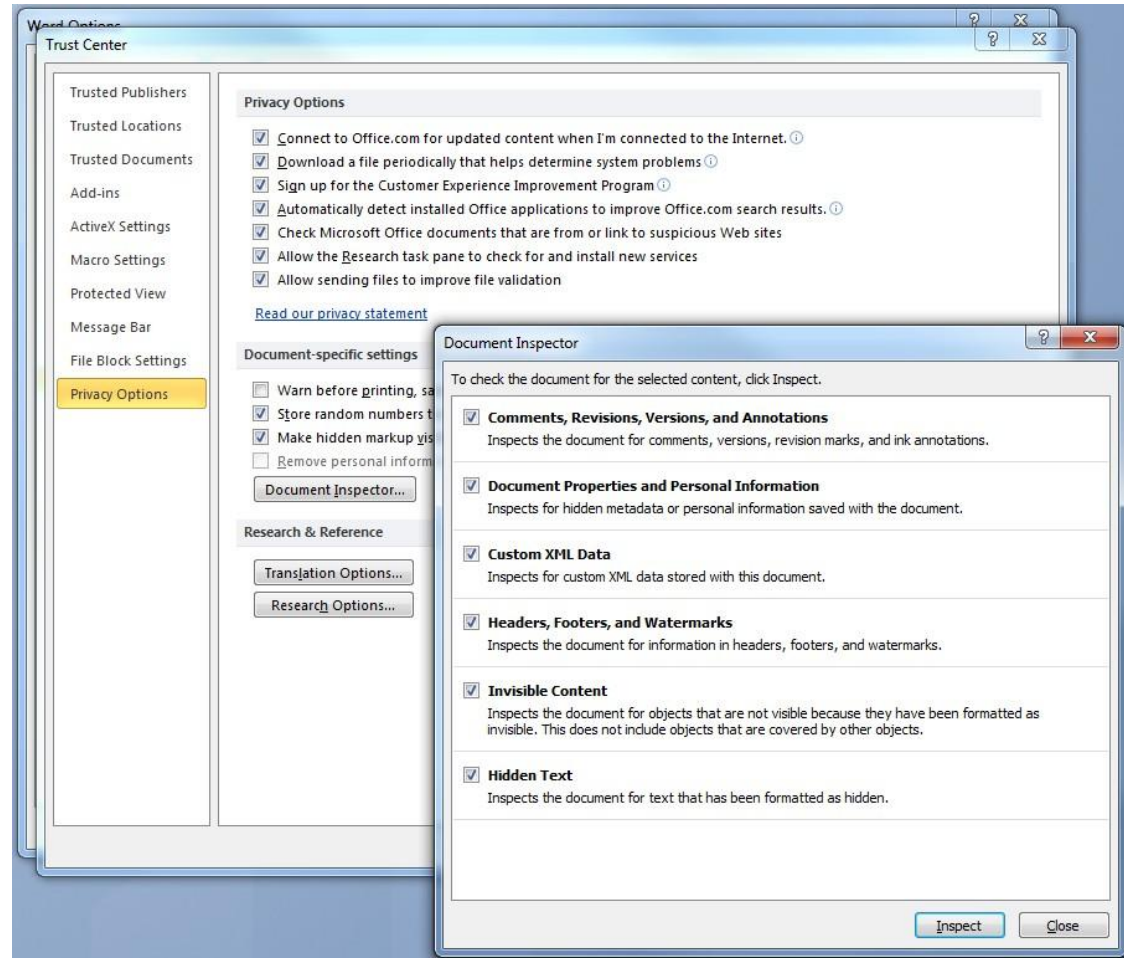 Word Options
Trust Center
Trusted Publishers
Trusted Locations
Trusted Documents
Add-ins
ActiveX Settings
Macro Settings
Protected View
Message Bar
File Block Settings
Privacy Options
Privacy Options
Connect to Office.com for updated content when I'm connected to the Internet.
Download a file periodically that helps determine system problems
Sign up for the Customer Experience Improvement Program
Automatically detect installed Office applications to improve Office.com search results.
Check Microsoft Office documents that are from or link to suspicious Web sites
Allow the Research task pane to check for and install new services
Allow sending files to improve file validation
Read our privacy statement
Document-specific settings
Warn before printing, sa
Store random numbers t
Make hidden markup vis
Remove personal inform
Document Inspector...
Research & Reference
Translation Options...
Research Options...
Document Inspector
To check the document for the selected content, click Inspect.
Comments, Revisions, Versions, and Annotations
Inspects the document for comments, versions, revision marks, and ink annotations.
Document Properties and Personal Information
Inspects for hidden metadata or personal information saved with the document.
Custom XML Data
Inspects for custom XML data stored with this document.
Headers, Footers, and Watermarks
Inspects the document for information in headers, footers, and watermarks.
Invisible Content
Inspects the document for objects that are not visible because they have been formatted as
invisible. This does not include objects that are covered by other objects.
Hidden Text
Inspects the document for text that has been formatted as hidden.
Inspect
Close